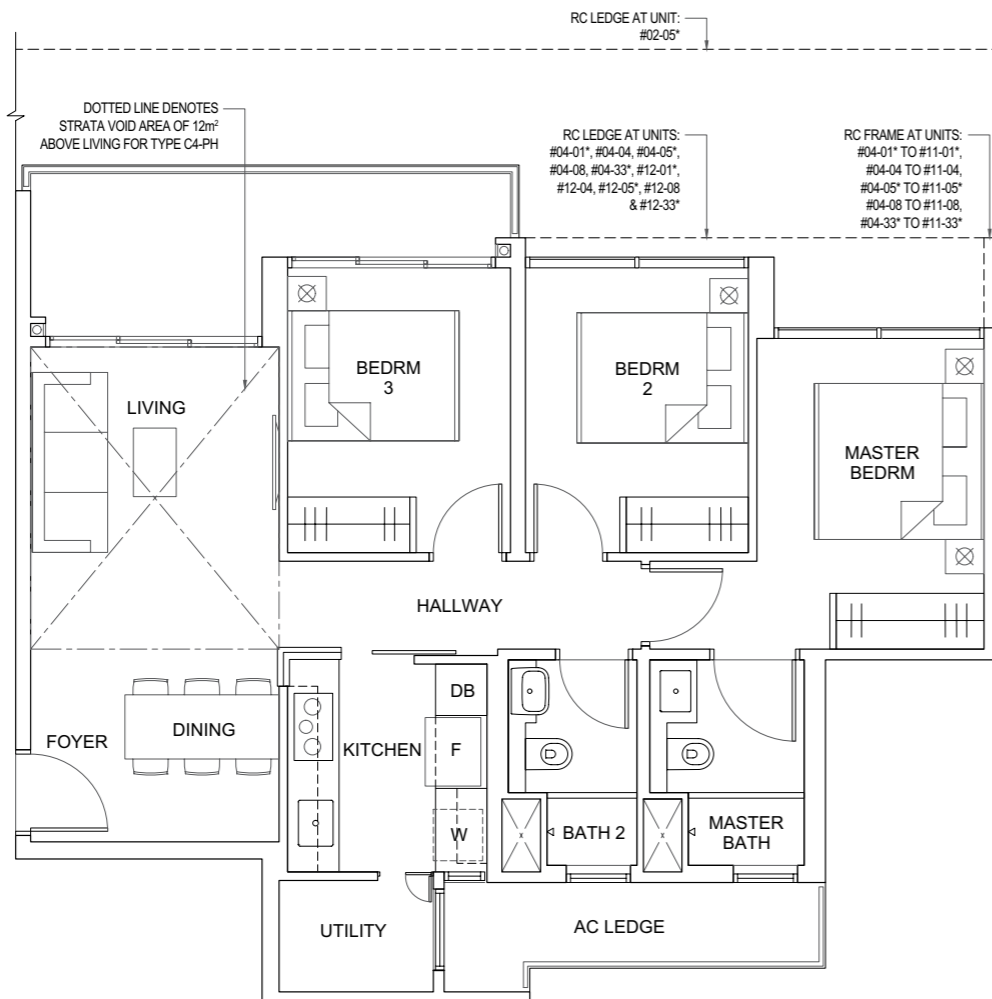 RC LEDGE AT UNIT:
#02-05*
DOTTED LINE DENOTES
STRATA VOID AREA OF 12m²
ABOVE LIVING FOR TYPE C4-PH
RC LEDGE AT UNITS:
#04-01*, #04-04, #04-05*,
#04-08, #04-33*, #12-01*,
#12-04, #12-05*, #12-08
& #12-33*
RC FRAME AT UNITS:
#04-01* TO #11-01*,
#04-04 TO #11-04,
#04-05* TO #11-05*
#04-08 TO #11-08,
#04-33* TO #11-33*
BEDRM
3
BEDRM
2
LIVING
MASTER
BEDRM
HALLWAY
DB
FOYER
DINING
KITCHEN
F
W
BATH 2
MASTER
BATH
UTILITY
AC LEDGE